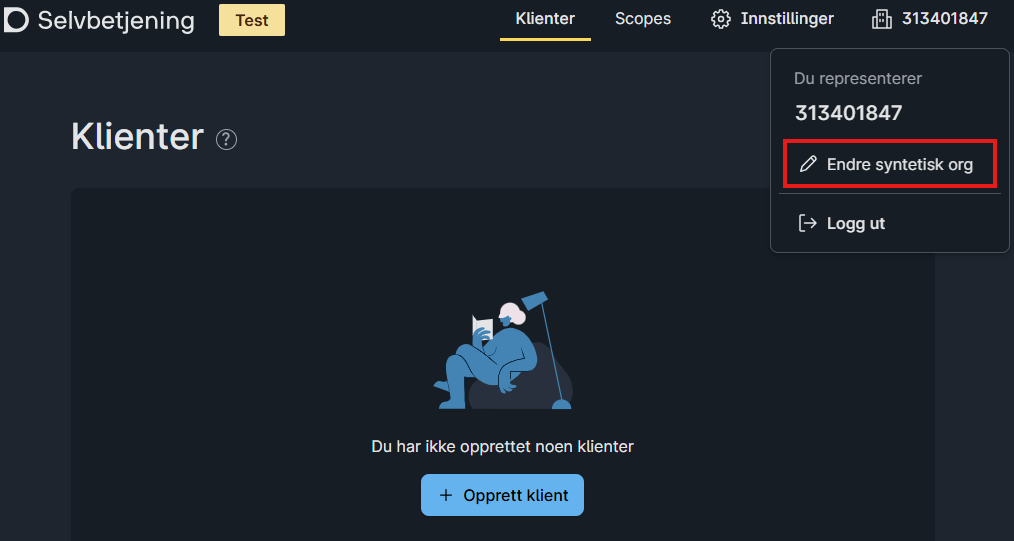 Selvbetjening
Test
Klienter
Scopes
Innstillinger
313401847
Du representerer
313401847
Endre syntetisk org
Logg ut
Klienter ?
Du har ikke opprettet noen klienter
+ Opprett klient